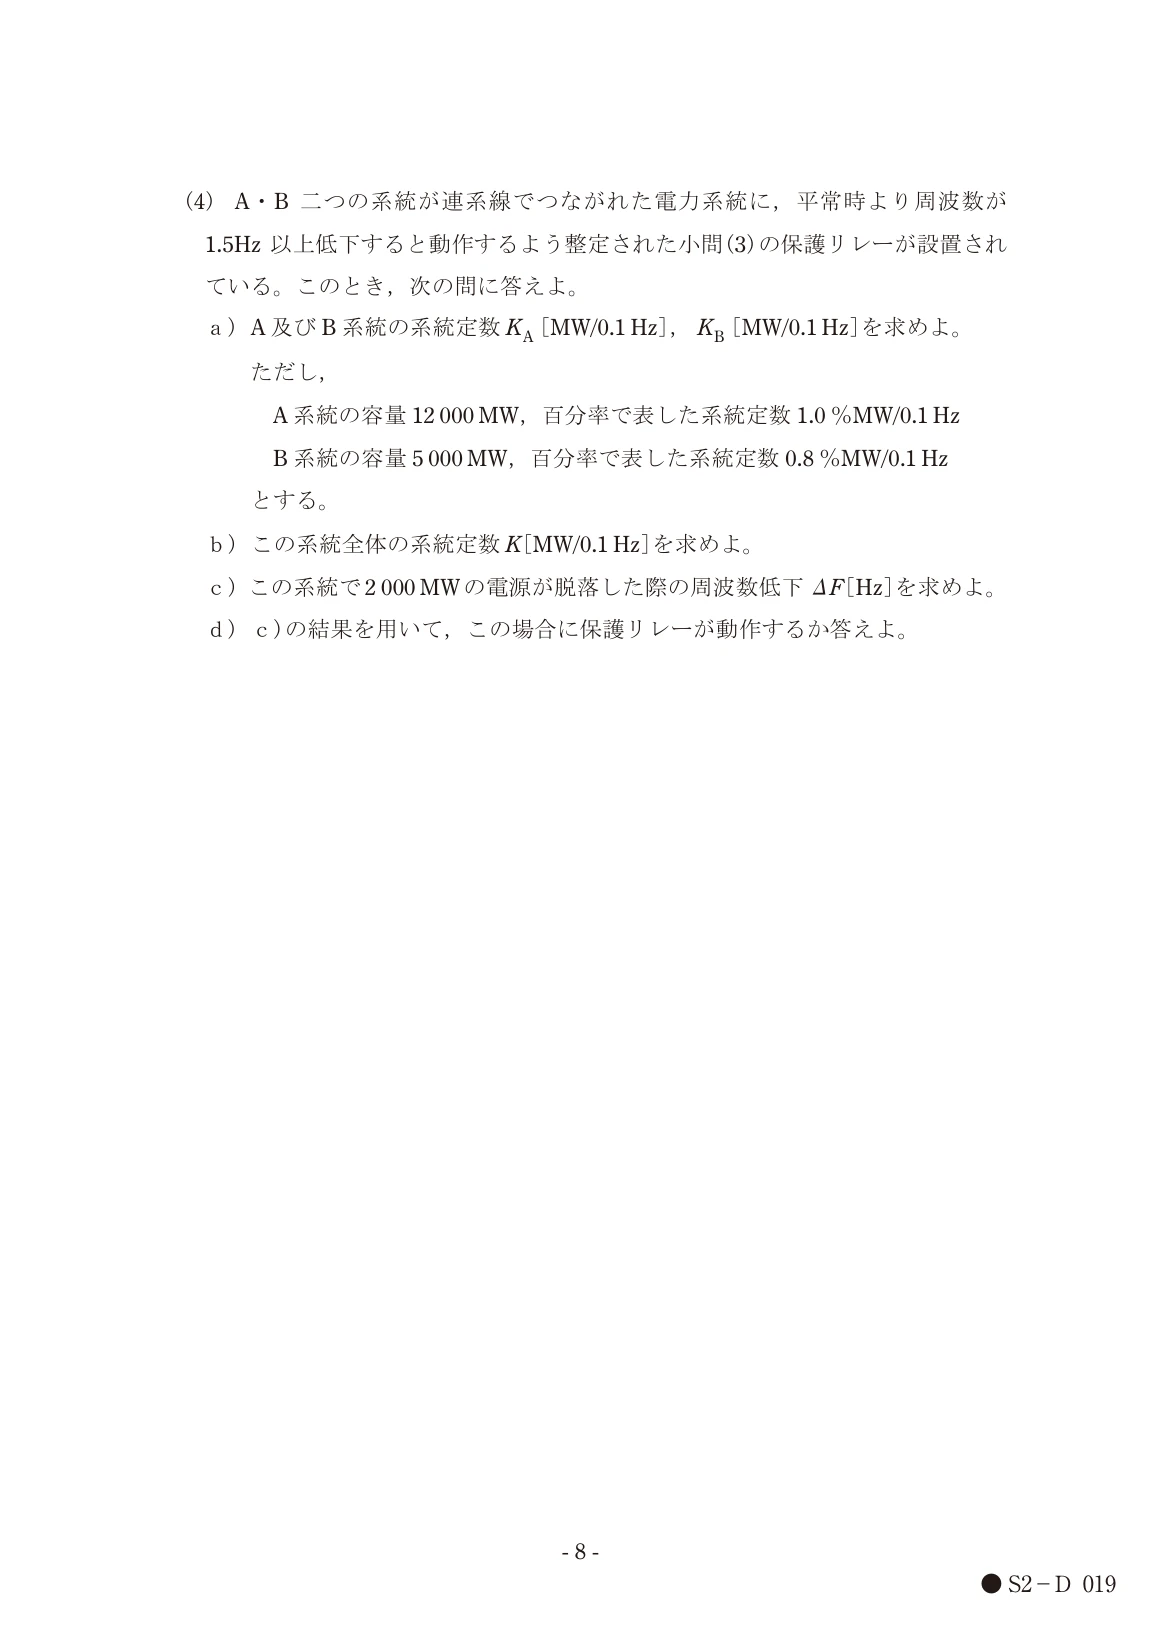 (4) A・B 二つの系統が連系線でつながれた電力系統に，平常時より周波数が
1.5Hz 以上低下すると動作するよう整定された小問(3)の保護リレーが設置され
ている。このとき，次の問に答えよ。
a）A 及び B 系統の系統定数 K_A [MW/0.1 Hz]， K_B [MW/0.1 Hz]を求めよ。
ただし，
A 系統の容量 12 000 MW，百分率で表した系統定数 1.0 %MW/0.1 Hz
B 系統の容量 5 000 MW，百分率で表した系統定数 0.8 %MW/0.1 Hz
とする。
b）この系統全体の系統定数 K[MW/0.1 Hz]を求めよ。
c）この系統で 2 000 MW の電源が脱落した際の周波数低下 ΔF[Hz]を求めよ。
d） c)の結果を用いて，この場合に保護リレーが動作するか答えよ。
- 8 -
●S2－D 019